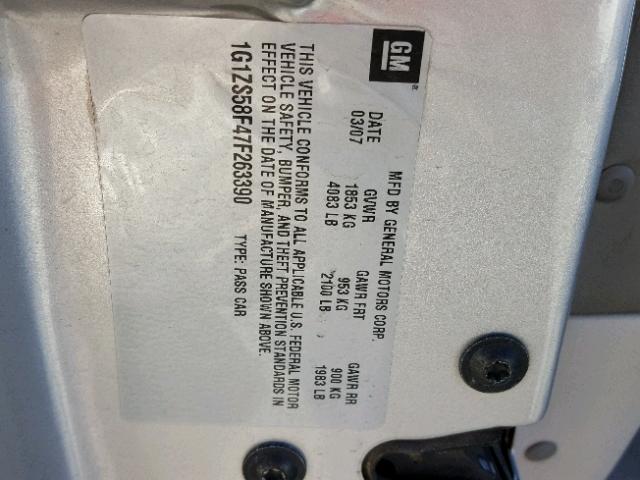 GM
MFD BY GENERAL MOTORS CORP.
DATE GVWR GAWR FRT GAWR RR
03/07 1853 KG 953 KG 900 KG
4083 LB 2100 LB 1983 LB
THIS VEHICLE CONFORMS TO ALL APPLICABLE U.S. FEDERAL MOTOR
VEHICLE SAFETY, BUMPER, AND THEFT PREVENTION STANDARDS IN
EFFECT ON THE DATE OF MANUFACTURE SHOWN ABOVE.
1G1ZS58F47F263390 TYPE: PASS CAR